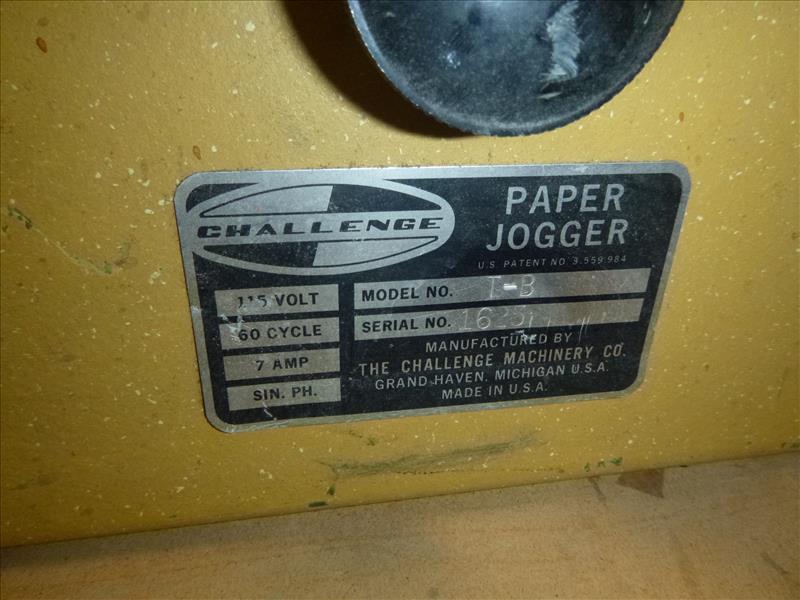 CHALLENGE
PAPER
JOGGER
U.S. PATENT NO. 3,559,984
115 VOLT
60 CYCLE
7 AMP
SIN. PH.
MODEL NO. I-B
SERIAL NO.
MANUFACTURED BY
THE CHALLENGE MACHINERY CO.
GRAND HAVEN, MICHIGAN U.S.A.
MADE IN U.S.A.